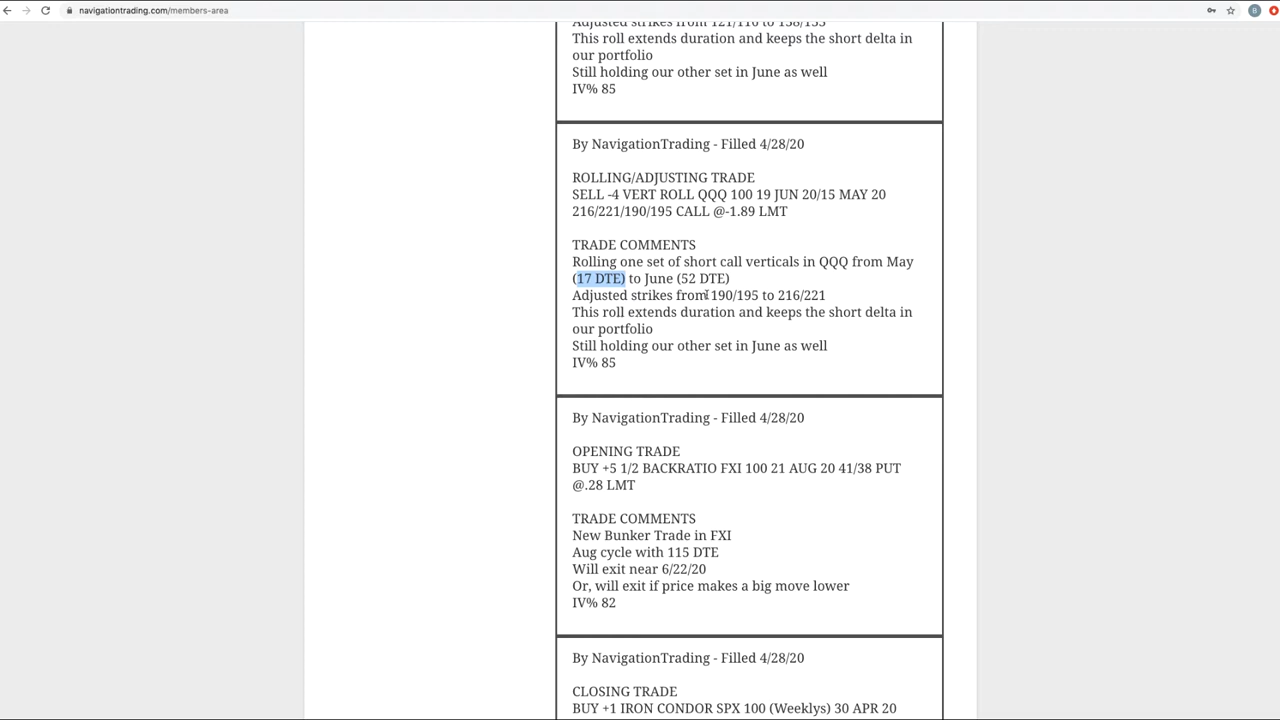 navigationtrading.com/members-area
B
Adjusted strikes from 121/116 to 138/133
This roll extends duration and keeps the short delta in
our portfolio
Still holding our other set in June as well
IV% 85
By NavigationTrading - Filled 4/28/20
ROLLING/ADJUSTING TRADE
SELL -4 VERT ROLL QQQ 100 19 JUN 20/15 MAY 20
216/221/190/195 CALL @-1.89 LMT
TRADE COMMENTS
Rolling one set of short call verticals in QQQ from May
(17 DTE) to June (52 DTE)
Adjusted strikes from 190/195 to 216/221
This roll extends duration and keeps the short delta in
our portfolio
Still holding our other set in June as well
IV% 85
By NavigationTrading - Filled 4/28/20
OPENING TRADE
BUY +5 1/2 BACKRATIO FXI 100 21 AUG 20 41/38 PUT
@.28 LMT
TRADE COMMENTS
New Bunker Trade in FXI
Aug cycle with 115 DTE
Will exit near 6/22/20
Or, will exit if price makes a big move lower
IV% 82
By NavigationTrading - Filled 4/28/20
CLOSING TRADE
BUY +1 IRON CONDOR SPX 100 (Weeklys) 30 APR 20